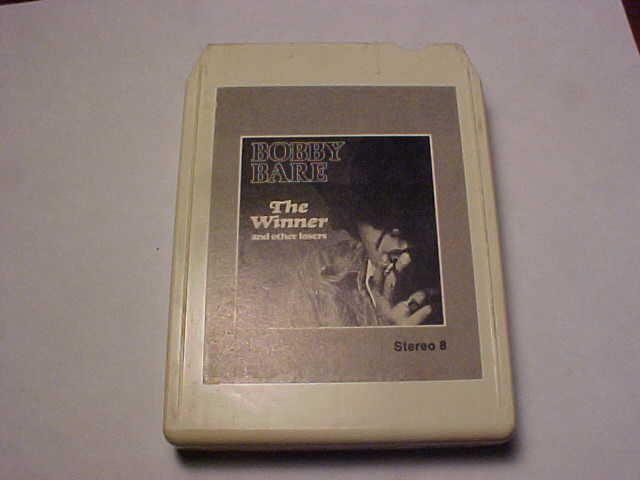 BOBBY
BARE
The
Winner
and other losers
Stereo 8